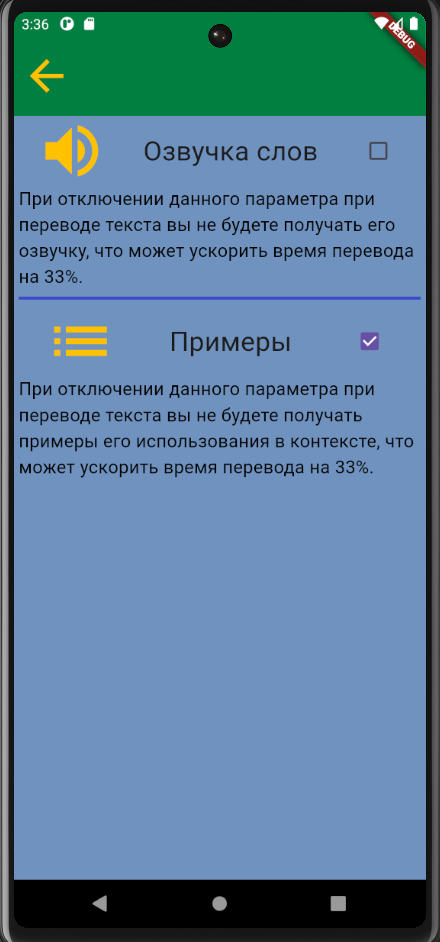 3:36
DEBUG
Озвучка слов
При отключении данного параметра при
переводе текста вы не будете получать его
озвучку, что может ускорить время перевода
на 33%.
Примеры
При отключении данного параметра при
переводе текста вы не будете получать
примеры его использования в контексте, что
может ускорить время перевода на 33%.